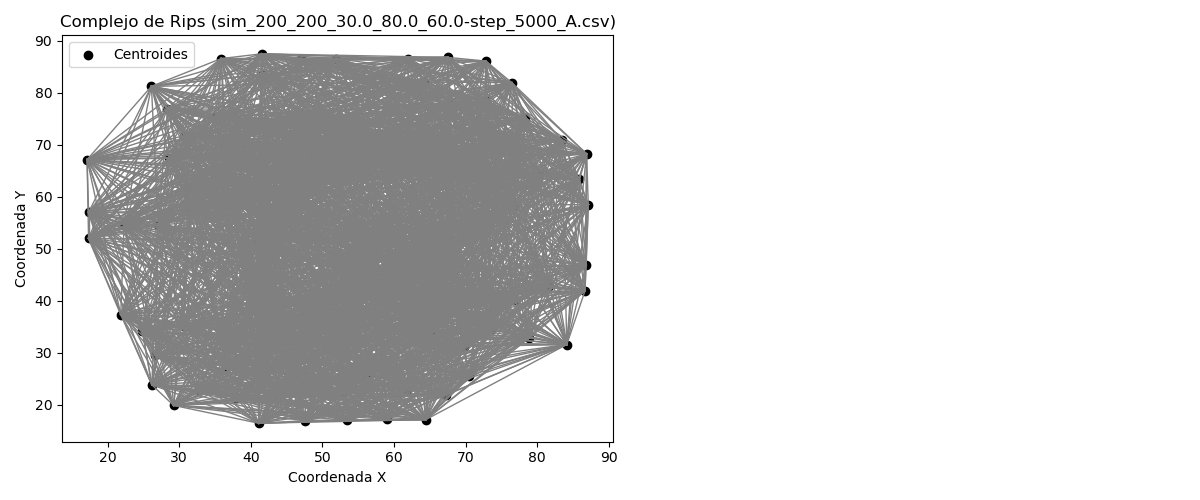 Complejo de Rips (sim_200_200_30.0_80.0_60.0-step_5000_A.csv)
90
80
70
60
50
40
30
20
Coordenada Y
Centroides
20 30 40 50 60 70 80 90
Coordenada X